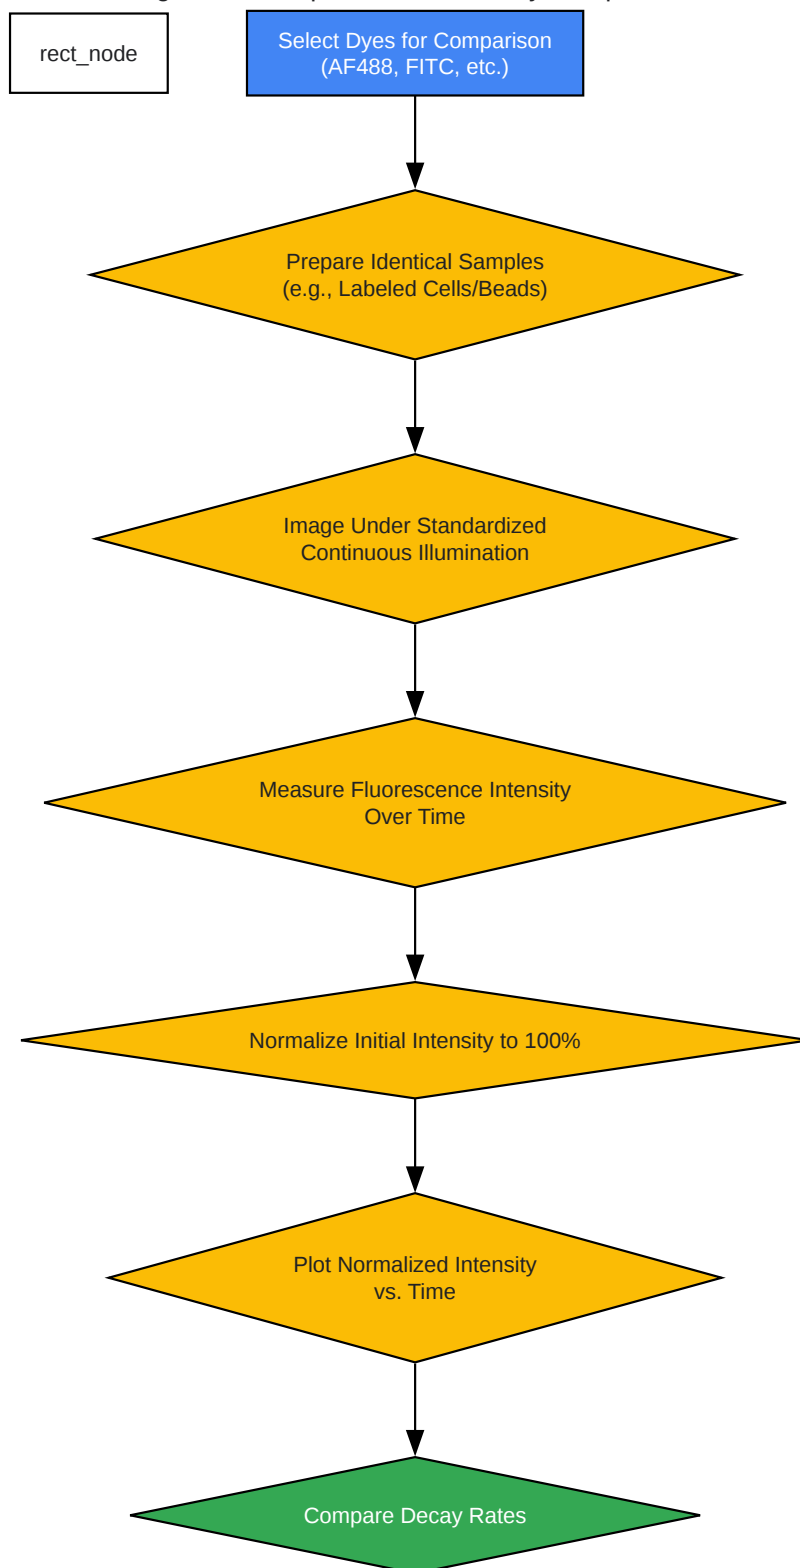 rect_node
Select Dyes for Comparison
(AF488, FITC, etc.)
Prepare Identical Samples
(e.g., Labeled Cells/Beads)
Image Under Standardized
Continuous Illumination
Measure Fluorescence Intensity
Over Time
Normalize Initial Intensity to 100%
Plot Normalized Intensity
vs. Time
Compare Decay Rates